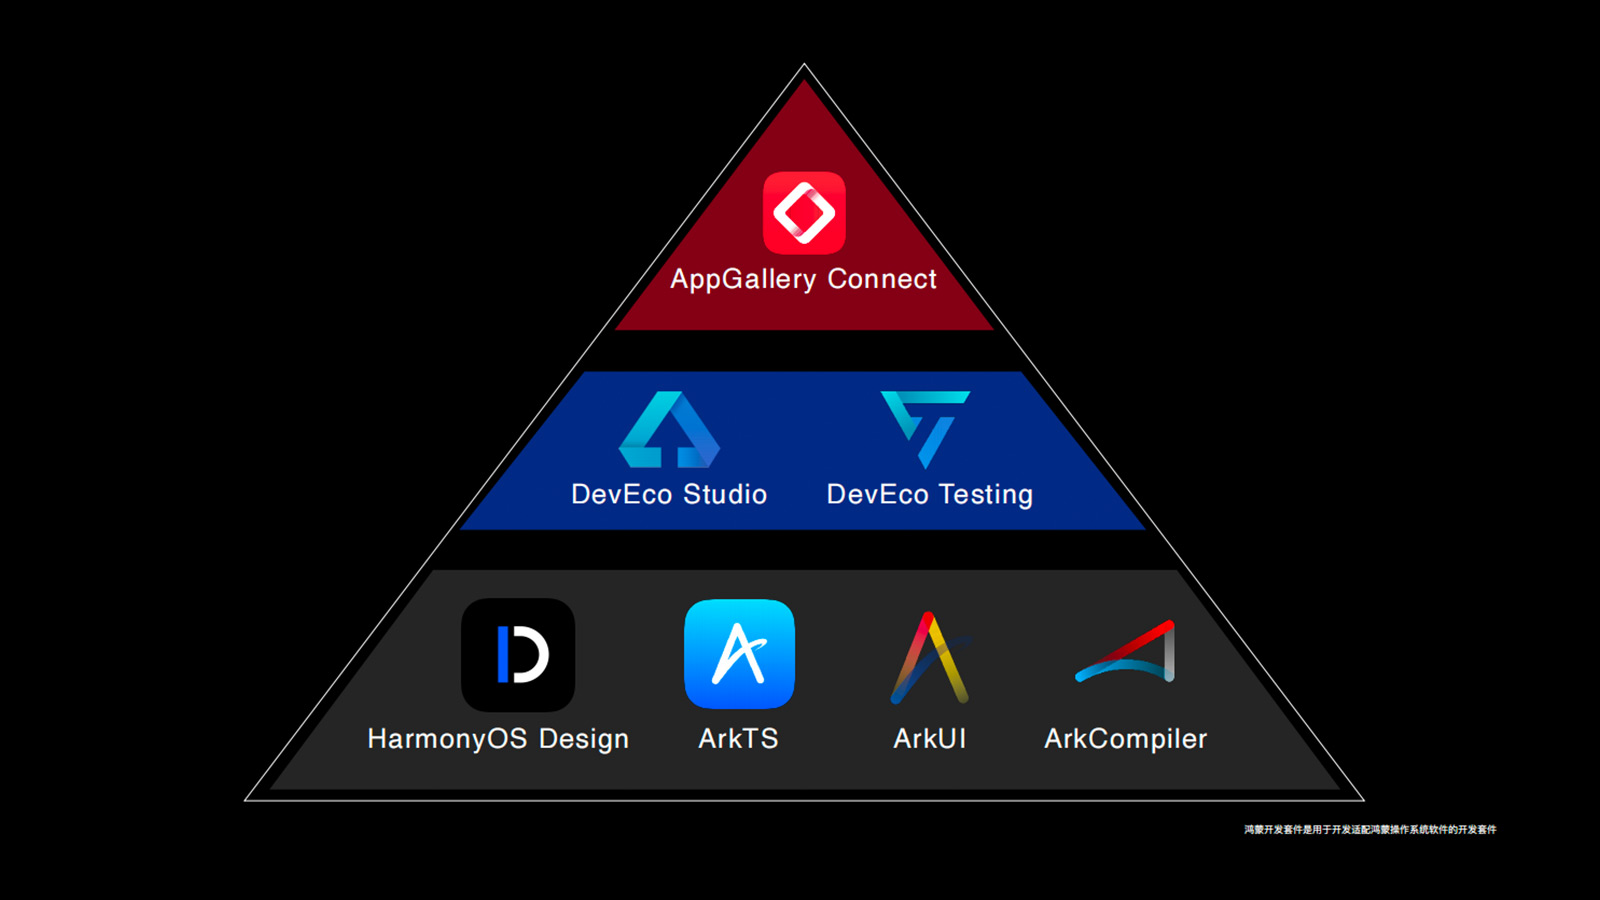 AppGallery Connect
DevEco Studio
DevEco Testing
HarmonyOS Design
ArkTS
ArkUI
ArkCompiler
鸿蒙开发套件是用于开发适配鸿蒙操作系统软件的开发套件